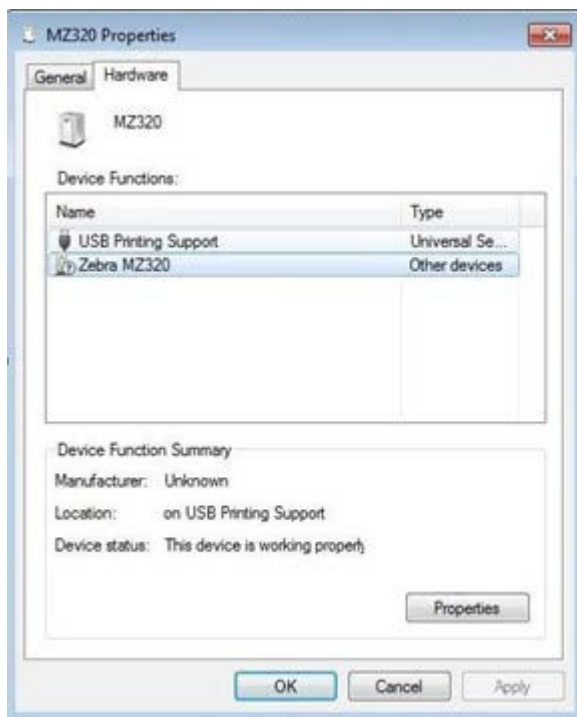 MZ320 Properties
General Hardware
MZ320
Device Functions:
Name Type
USB Printing Support Universal Se...
Zebra MZ320 Other devices
Device Function Summary
Manufacturer: Unknown
Location: on USB Printing Support
Device status: This device is working properly
Properties
OK Cancel Apply